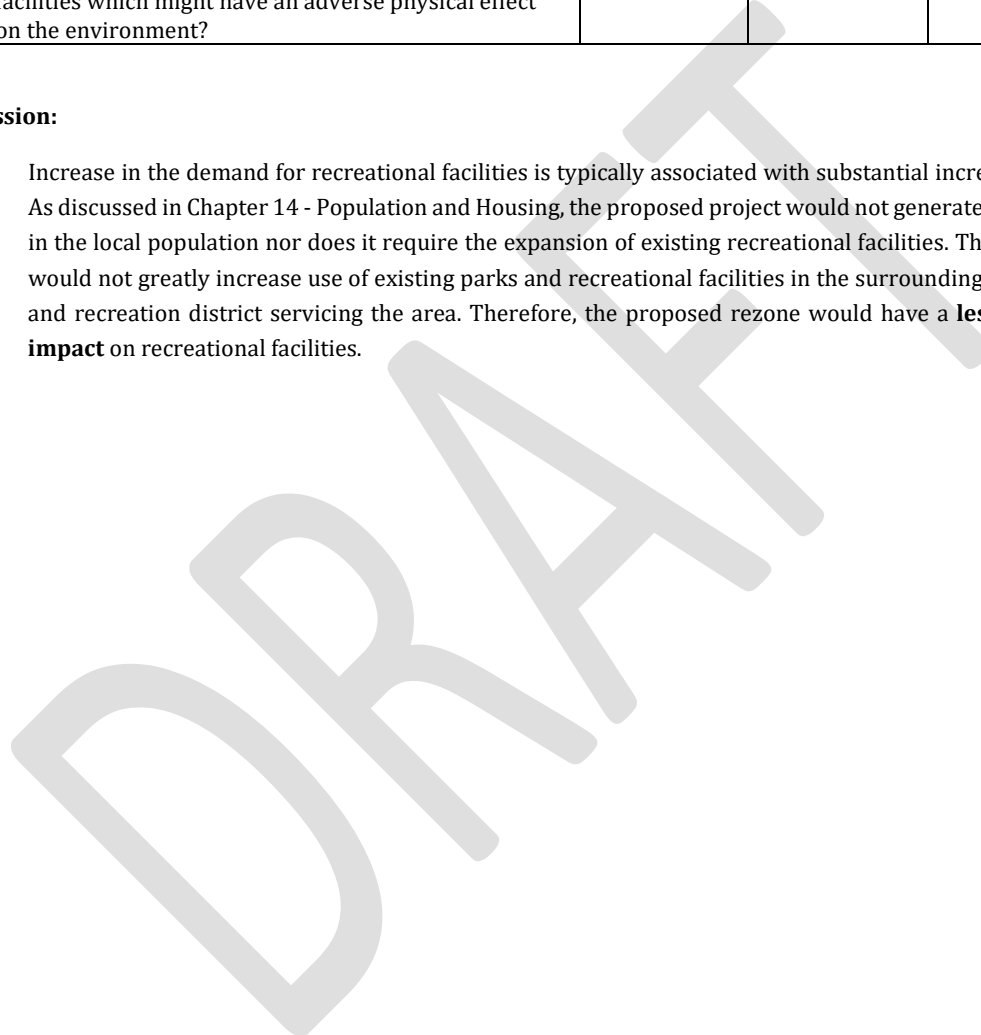 facilities which might have an adverse physical effect
on the environment?
Increase in the demand for recreational facilities is typically associated with substantial
As discussed in Chapter 14 - Population and Housing, the proposed project would not generate
in the local population nor does it require the expansion of existing recreational facilities.
would not greatly increase use of existing parks and recreational facilities in the surrounding
and recreation district servicing the area. Therefore, the proposed rezone would have a
impact on recreational facilities.
DRAFT